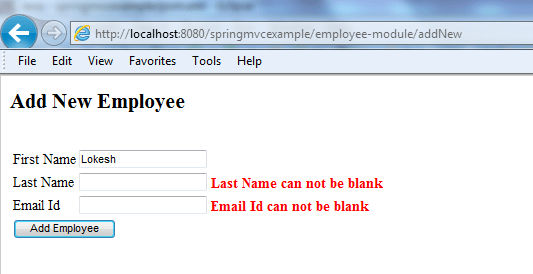 http://localhost:8080/springmvcexample/employee-module/addNew
File Edit View Favorites Tools Help
Add New Employee
First Name Lokesh
Last Name Last Name can not be blank
Email Id Email Id can not be blank
Add Employee